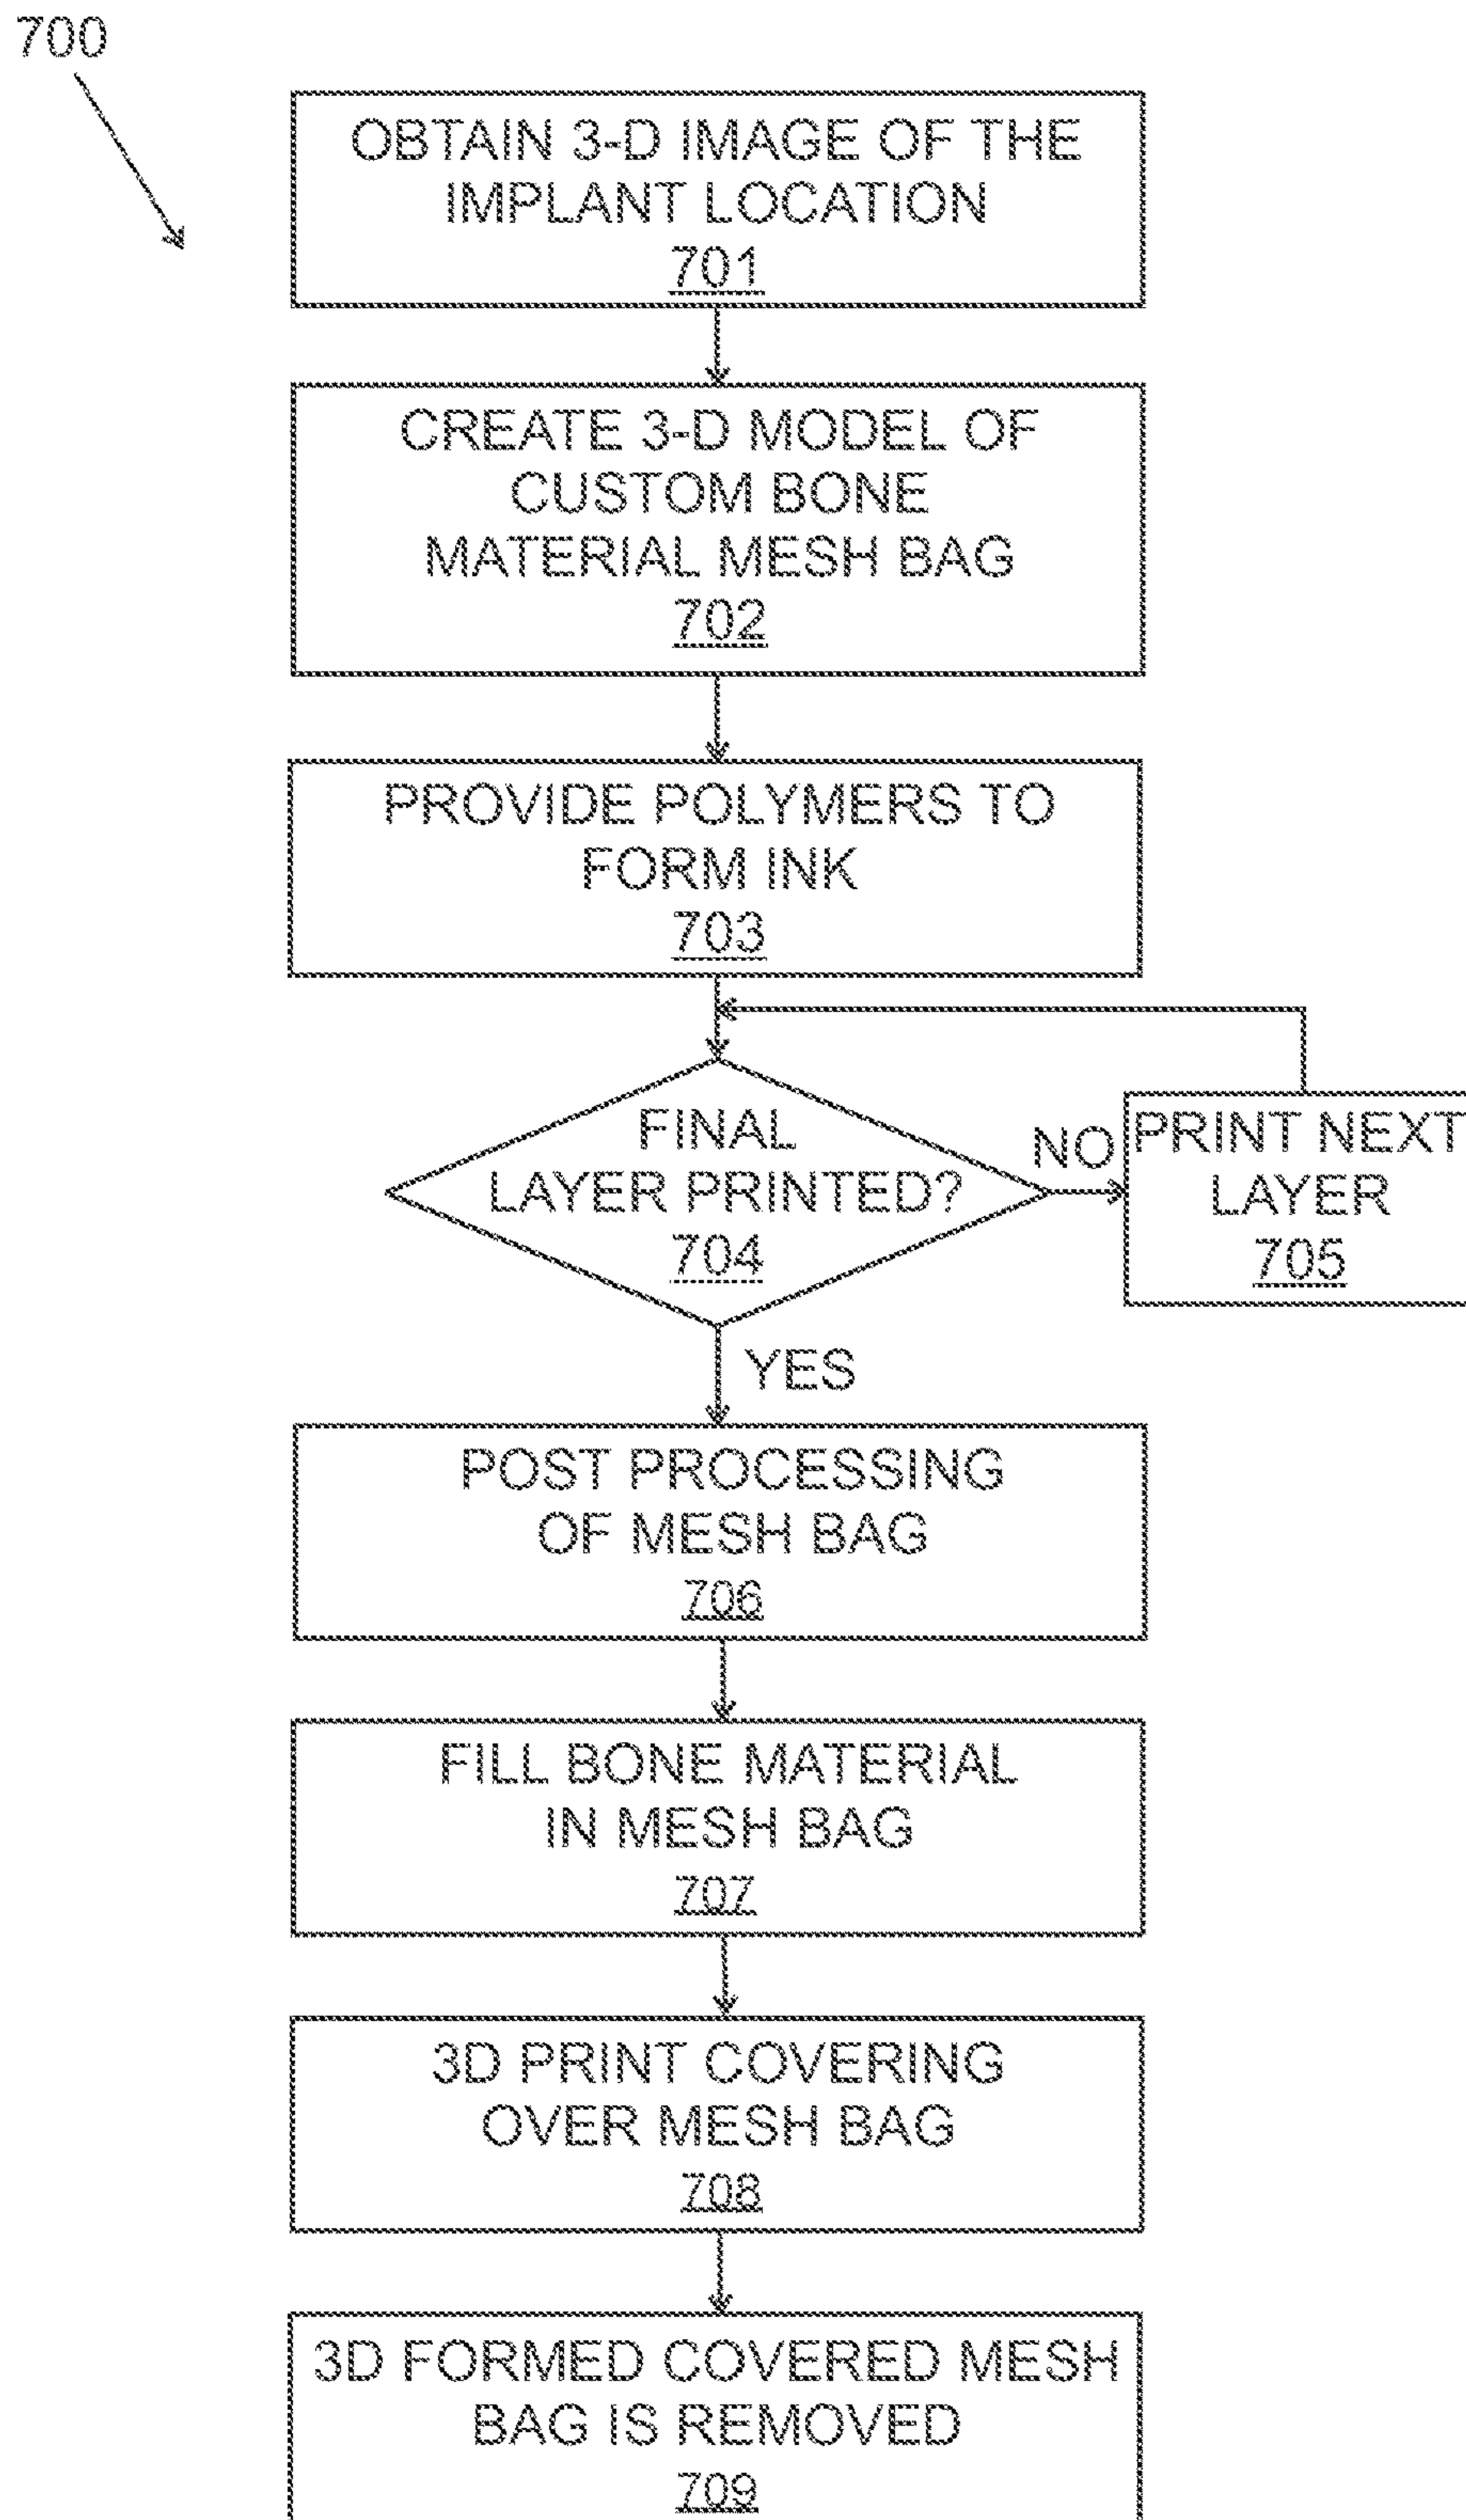 700
OBTAIN 3-D IMAGE OF THE
IMPLANT LOCATION
701
CREATE 3-D MODEL OF
CUSTOM BONE
MATERIAL MESH BAG
702
PROVIDE POLYMERS TO
FORM INK
703
FINAL
LAYER PRINTED?
704
NO
PRINT NEXT
LAYER
705
YES
POST PROCESSING
OF MESH BAG
706
FILL BONE MATERIAL
IN MESH BAG
707
3D PRINT COVERING
OVER MESH BAG
708
3D FORMED COVERED MESH
BAG IS REMOVED
709